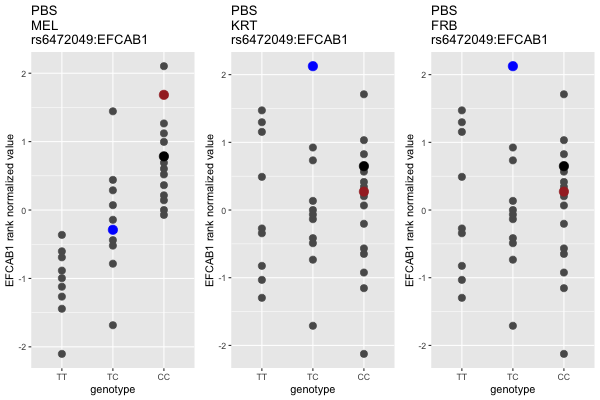 PBS
MEL
rs6472049:EFCAB1
PBS
KRT
rs6472049:EFCAB1
PBS
FRB
rs6472049:EFCAB1
EFCAB1 rank normalized value
2
1
0
-1
-2
TT TC CC
genotype
EFCAB1 rank normalized value
2
1
0
-1
-2
TT TC CC
genotype
EFCAB1 rank normalized value
2
1
0
-1
-2
TT TC CC
genotype